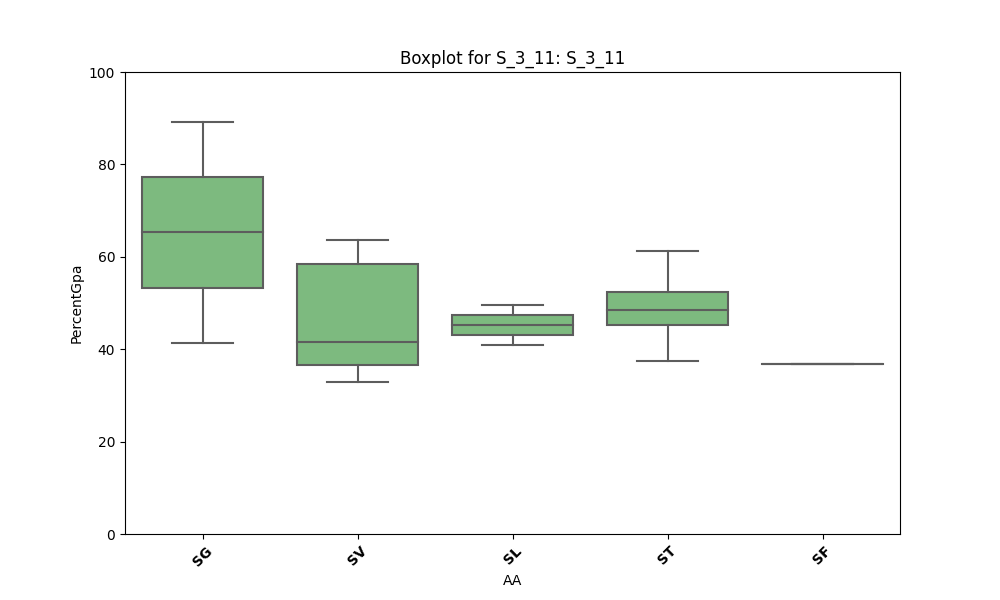 Boxplot for S_3_11: S_3_11
100
80
60
40
20
0
PercentGpa
SG
SV
SL
ST
SF
AA